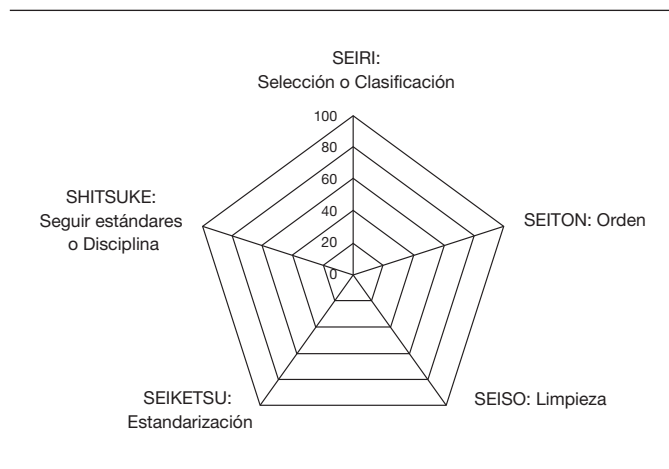 SEIRI:
Selección o Clasificación
100
80
60
40
20
0
SHITSUKE:
Seguir estándares
o Disciplina
SEITON: Orden
SEIKETSU:
Estandarización
SEISO: Limpieza